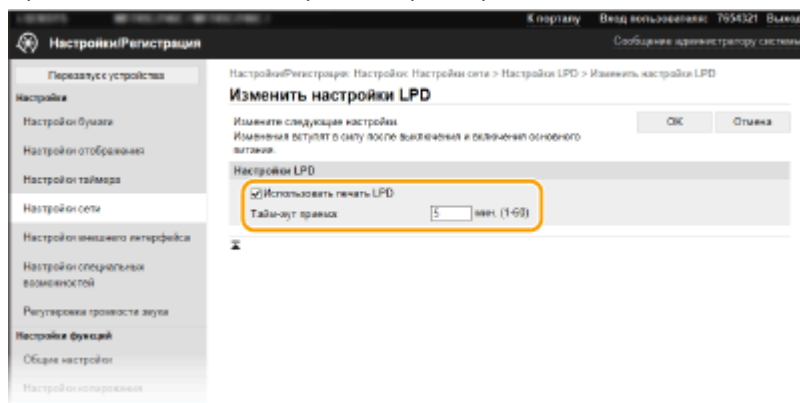 К порталу Вход пользователя: 7654321 Выход
Настройки/Регистрация
Сообщение администратору системы
Перезапуск устройства
Настройки
Настройки бумаги
Настройки отображения
Настройки таймера
Настройки сети
Настройки внешнего интерфейса
Настройки специальных
возможностей
Регулировка громкости звука
Настройки функций
Общие настройки
Настройки копирования
Настройки/Регистрация: Настройки: Настройки сети > Настройки LPD > Изменить настройки LPD
Изменить настройки LPD
Измените следующие настройки.
Изменения вступят в силу после выключения и включения основного
питания.
OK Отмена
Настройки LPD
Использовать печать LPD
Тайм-аут приема: 5 мин. (1-60)